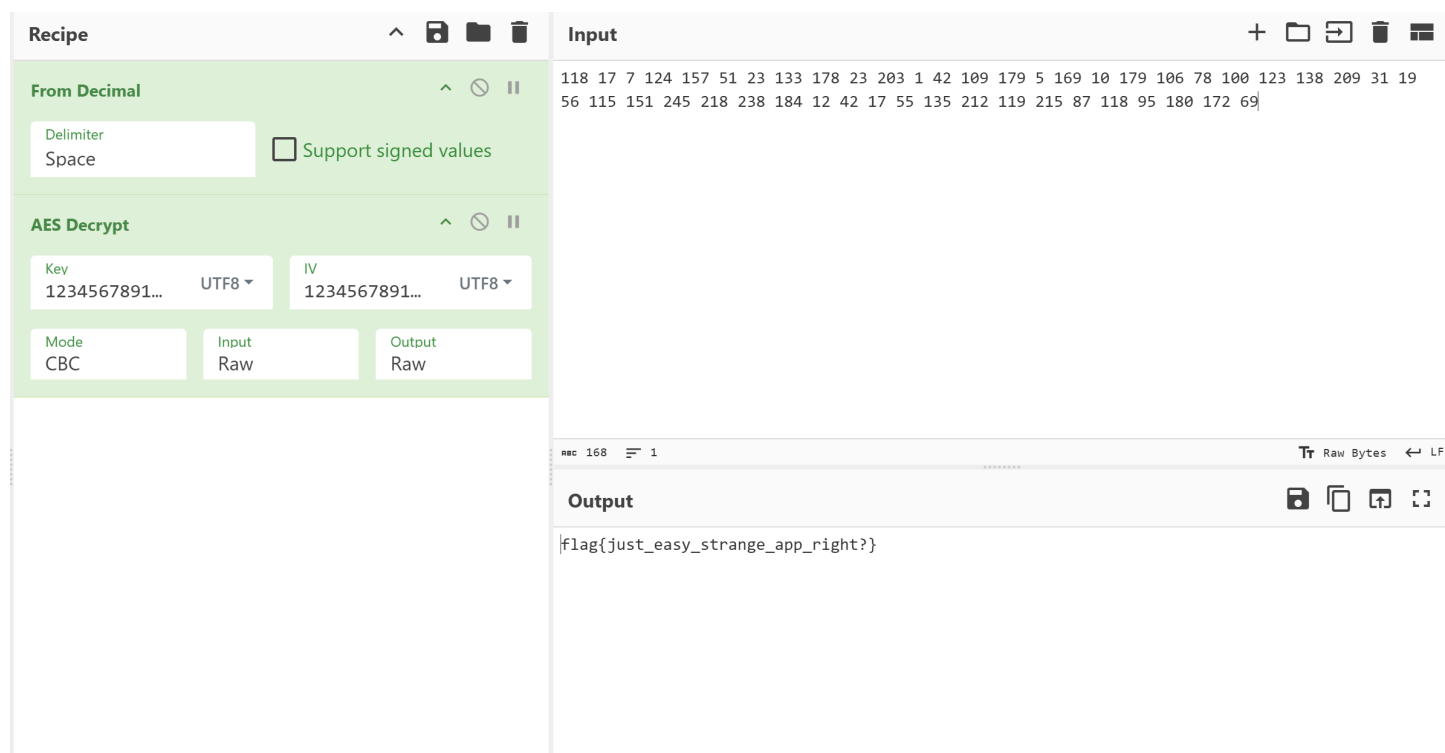 Recipe
From Decimal
Delimiter
Space
Support signed values
AES Decrypt
Key
1234567891...
UTF8
IV
1234567891...
UTF8
Mode
CBC
Input
Raw
Output
Raw
Input
118 17 7 124 157 51 23 133 178 23 203 1 42 109 179 5 169 10 179 106 78 100 123 138 209 31 19
56 115 151 245 218 238 184 12 42 17 55 135 212 119 215 87 118 95 180 172 69
ABC 168 1
Tт Raw Bytes LF
Output
flag{just_easy_strange_app_right?}